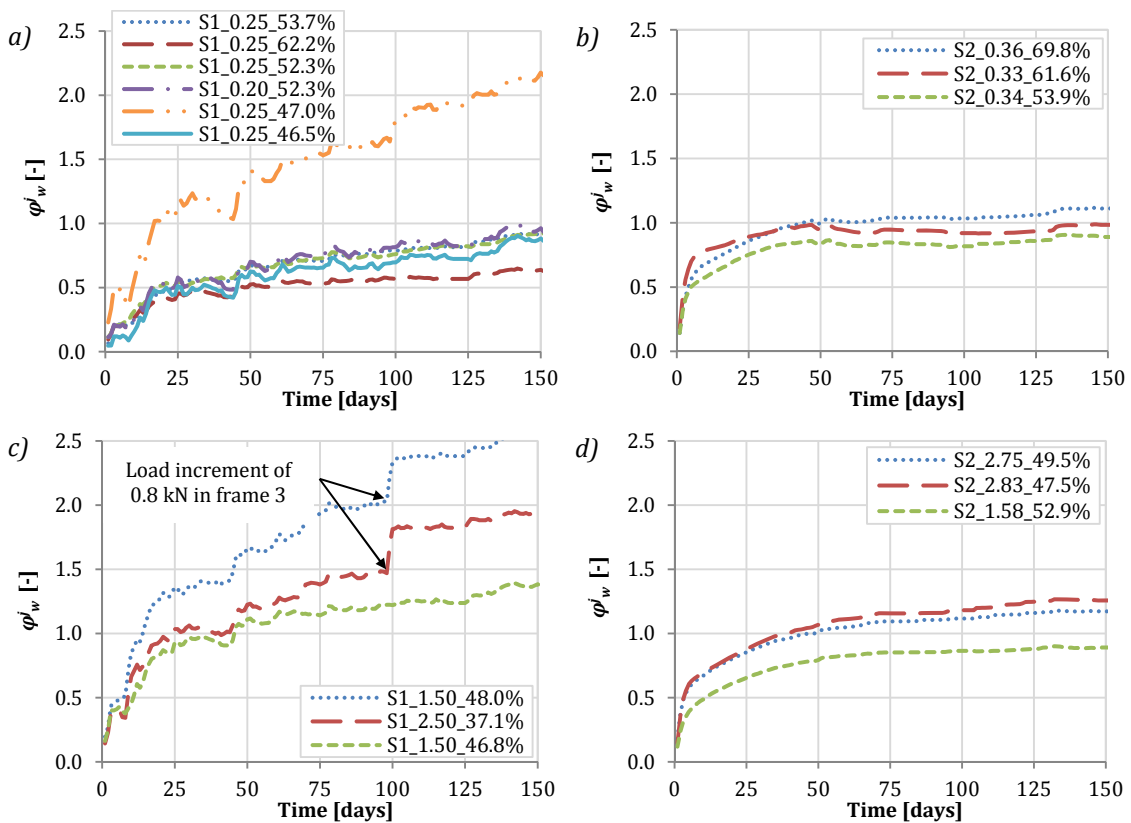 a)
S1_0.25_53.7%
S1_0.25_62.2%
S1_0.25_52.3%
S1_0.20_52.3%
S1_0.25_47.0%
S1_0.25_46.5%
2.5
2.0
1.5
1.0
0.5
0.0
φʲw [-]
0 25 50 75 100 125 150
Time [days]
b)
S2_0.36_69.8%
S2_0.33_61.6%
S2_0.34_53.9%
2.5
2.0
1.5
1.0
0.5
0.0
φʲw [-]
0 25 50 75 100 125 150
Time [days]
c)
Load increment of
0.8 kN in frame 3
S1_1.50_48.0%
S1_2.50_37.1%
S1_1.50_46.8%
2.5
2.0
1.5
1.0
0.5
0.0
φʲw [-]
0 25 50 75 100 125 150
Time [days]
d)
S2_2.75_49.5%
S2_2.83_47.5%
S2_1.58_52.9%
2.5
2.0
1.5
1.0
0.5
0.0
φʲw [-]
0 25 50 75 100 125 150
Time [days]